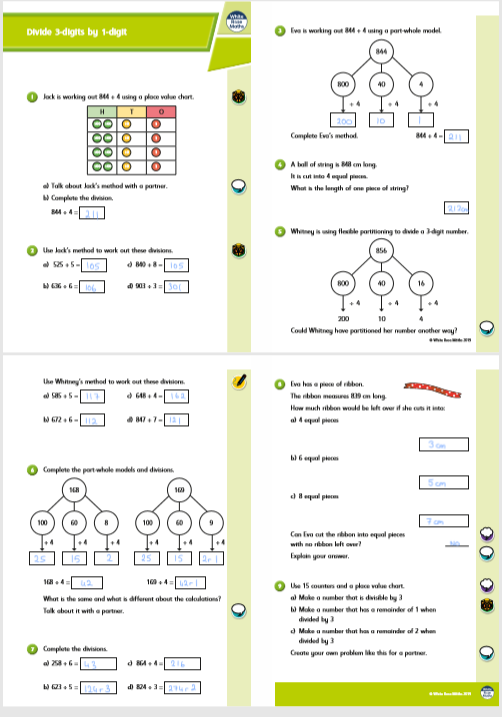 Divide 3-digits by 1-digit
White Rose Maths
1 Jack is working out 844 ÷ 4 using a place value chart.
H T O
a) Talk about Jack's method with a partner.
b) Complete the division.
844 ÷ 4 = 211
2 Use Jack's method to work out these divisions.
a) 525 ÷ 5 = 105 c) 840 ÷ 8 = 105
b) 636 ÷ 6 = 106 d) 903 ÷ 3 = 301
3 Eva is working out 844 ÷ 4 using a part-whole model.
844
800 40 4
÷ 4 ÷ 4 ÷ 4
200 10 1
Complete Eva's method. 844 ÷ 4 = 211
4 A ball of string is 848 cm long.
It is cut into 4 equal pieces.
What is the length of one piece of string?
212cm
5 Whitney is using flexible partitioning to divide a 3-digit number.
856
800 40 16
÷ 4 ÷ 4 ÷ 4
200 10 4
Could Whitney have partitioned her number another way?
© White Rose Maths 2019
Use Whitney's method to work out these divisions.
a) 585 ÷ 5 = 117 c) 648 ÷ 4 = 162
b) 672 ÷ 6 = 112 d) 847 ÷ 7 = 121
6 Complete the part-whole models and divisions.
168 169
100 60 8 100 60 9
÷ 4 ÷ 4 ÷ 4 ÷ 4 ÷ 4 ÷ 4
25 15 2 25 15 2r1
168 ÷ 4 = 42 169 ÷ 4 = 42r1
What is the same and what is different about the calculations?
Talk about it with a partner.
7 Complete the divisions.
a) 258 ÷ 6 = 43 c) 864 ÷ 4 = 216
b) 623 ÷ 5 = 124r3 d) 824 ÷ 3 = 274r2
8 Eva has a piece of ribbon.
The ribbon measures 839 cm long.
How much ribbon would be left over if she cuts it into:
a) 4 equal pieces
3cm
b) 6 equal pieces
5cm
c) 8 equal pieces
7cm
Can Eva cut the ribbon into equal pieces
with no ribbon left over?
Explain your answer.
9 Use 15 counters and a place value chart.
a) Make a number that is divisible by 3
b) Make a number that has a remainder of 1 when
divided by 3
c) Make a number that has a remainder of 2 when
divided by 3
Create your own problem like this for a partner.
© White Rose Maths 2019